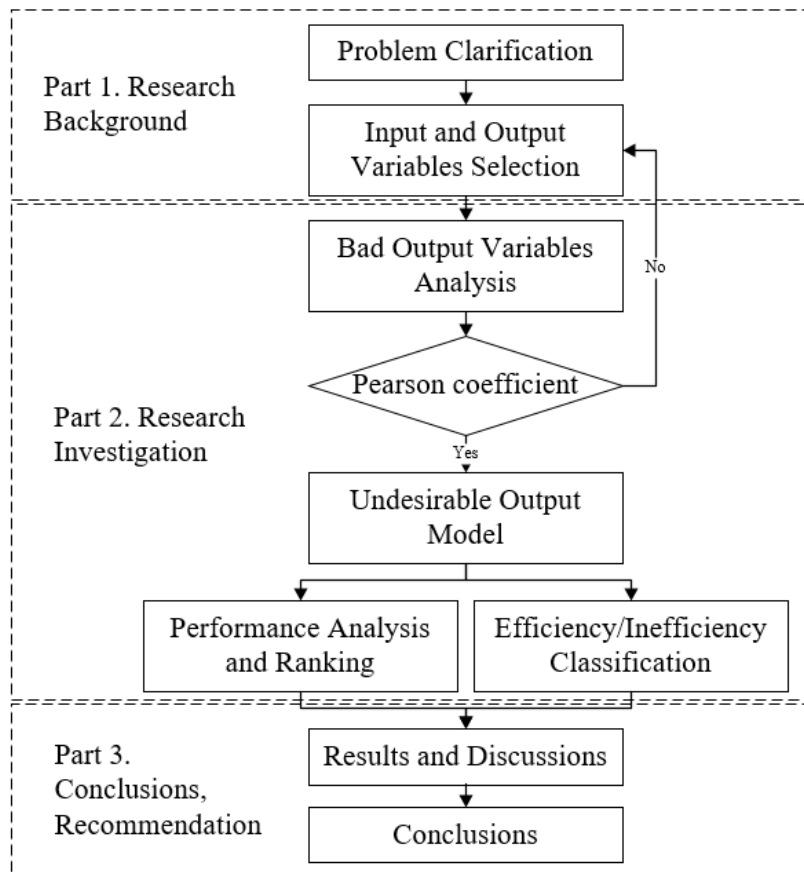 Problem Clarification
Part 1. Research
Background
Input and Output
Variables Selection
Bad Output Variables
Analysis
No
Pearson coefficient
Part 2. Research
Investigation
Yes
Undesirable Output
Model
Performance Analysis
and Ranking
Efficiency/Inefficiency
Classification
Part 3.
Conclusions,
Recommendation
Results and Discussions
Conclusions